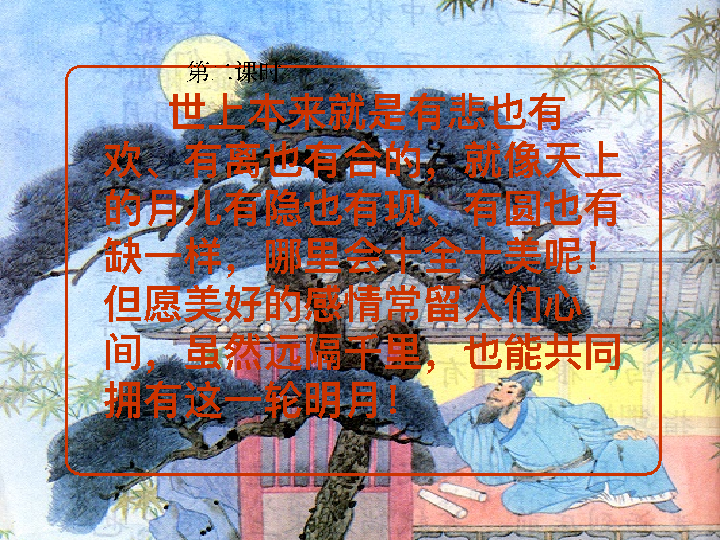 第二课时
世上本来就是有悲也有
欢、有离也有合的，就像天上
的月儿有隐也有现、有圆也有
缺一样，哪里会十全十美呢！
但愿美好的感情常留人们心
间，虽然远隔千里，也能共同
拥有这一轮明月！